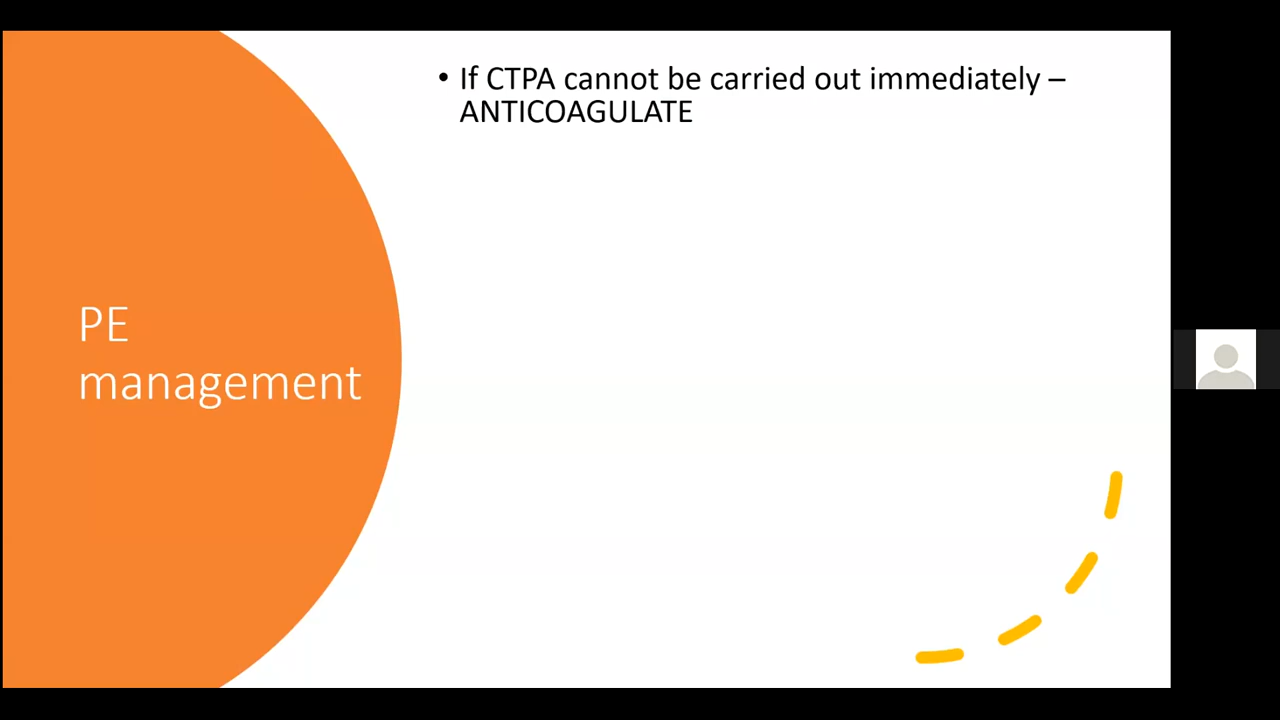 PE
management
• If CTPA cannot be carried out immediately –
ANTICOAGULATE